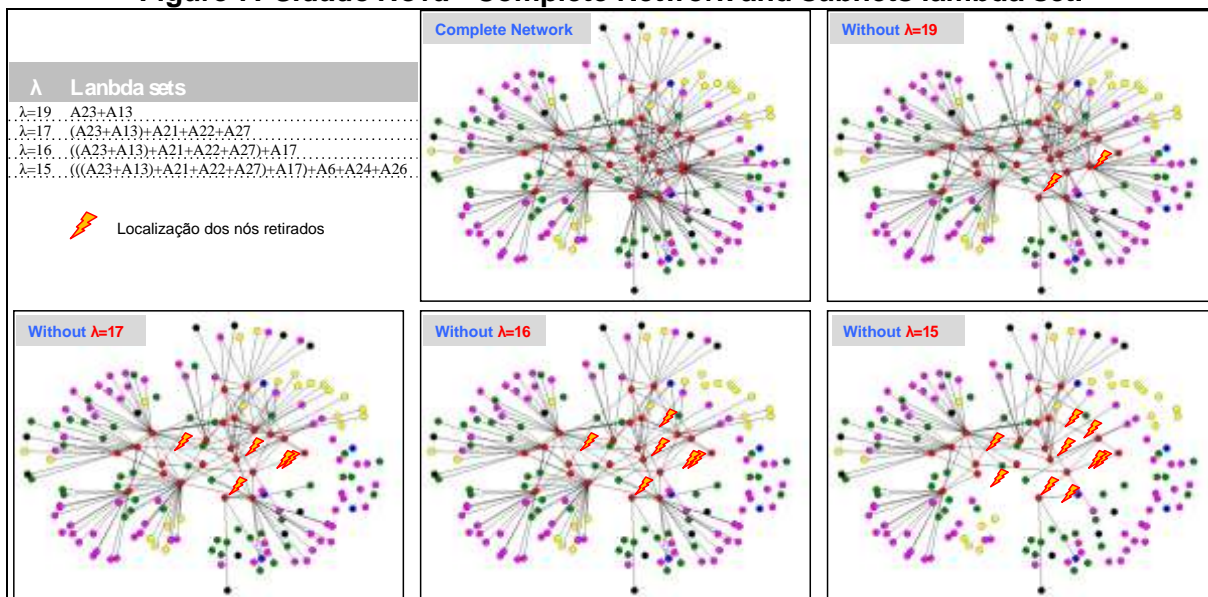 Figure 7. Cidade Nova – Complete Network and Subnets lambda set.
λ Lanbda sets
λ=19 A23+A13
λ=17 (A23+A13)+A21+A22+A27
λ=16 ((A23+A13)+A21+A22+A27)+A17
λ=15 (((A23+A13)+A21+A22+A27)+A17)+A6+A24+A26
Localização dos nós retirados
Complete Network
Without λ=19
Without λ=17
Without λ=16
Without λ=15